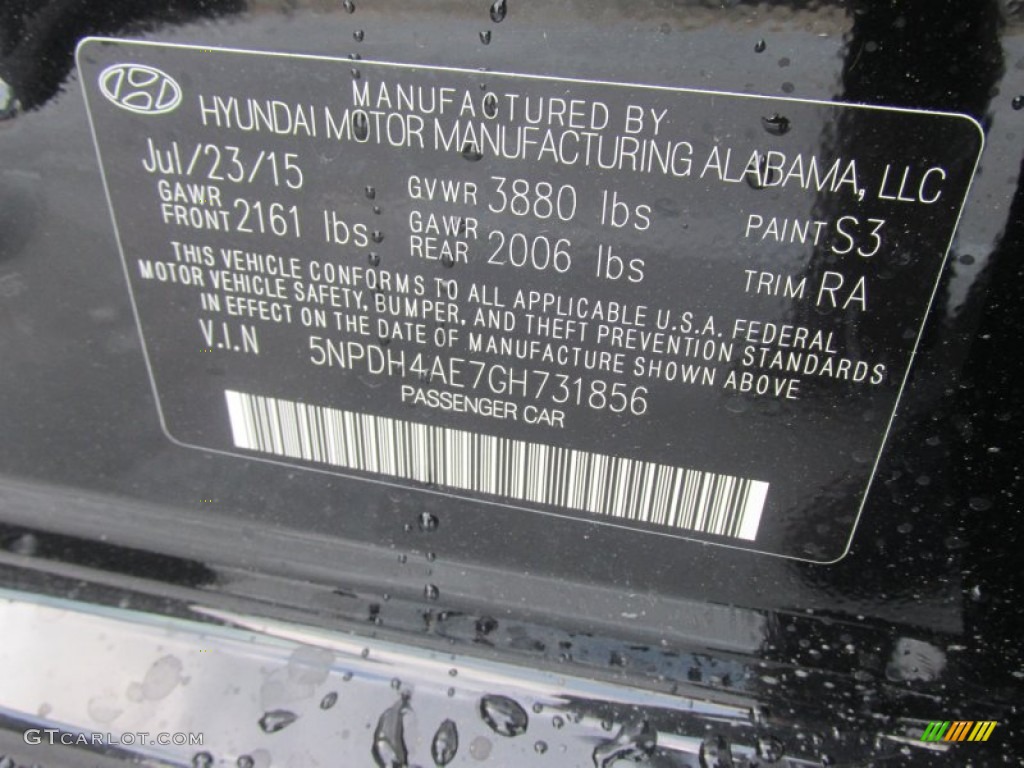 MANUFACTURED BY
HYUNDAI MOTOR MANUFACTURING ALABAMA, LLC
Jul/23/15 GVWR 3880 lbs PAINT S3
GAWR FRONT 2161 lbs GAWR REAR 2006 lbs TRIM RA
THIS VEHICLE CONFORMS TO ALL APPLICABLE U.S.A. FEDERAL
MOTOR VEHICLE SAFETY, BUMPER, AND THEFT PREVENTION STANDARDS
IN EFFECT ON THE DATE OF MANUFACTURE SHOWN ABOVE
V.I.N 5NPDH4AE7GH731856
PASSENGER CAR
GTCARLOT.COM